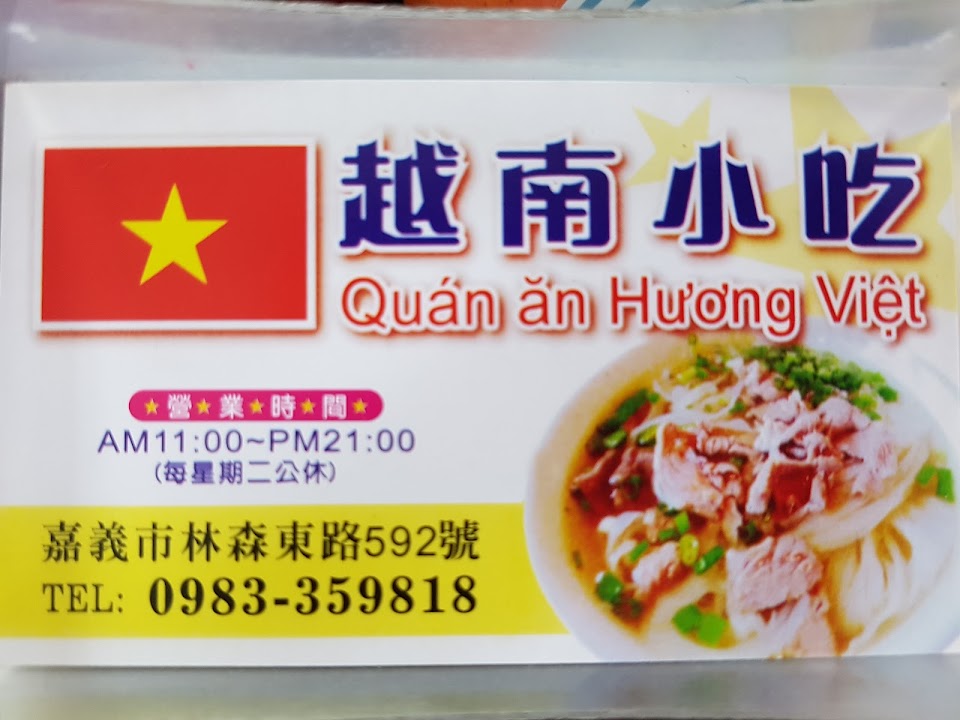 越南小吃
Quán ăn Hương Việt
營業時間
AM11:00~PM21:00
(每星期二公休)
嘉義市林森東路592號
TEL: 0983-359818